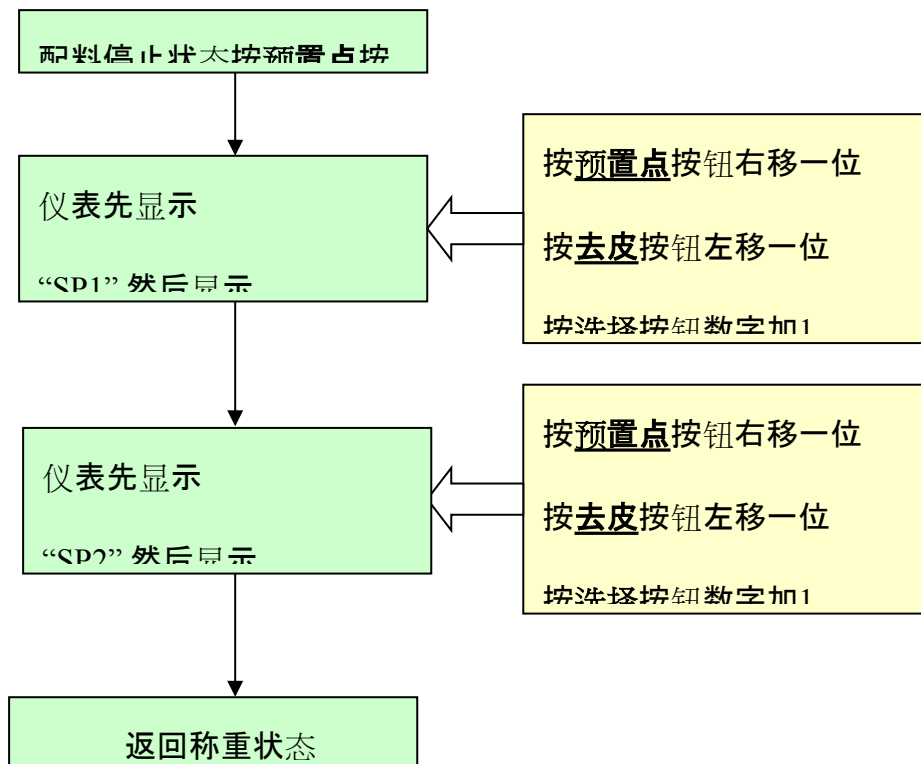 配料停止状态按预置点按
仪表先显示
“SP1” 然后显示
按预置点按钮右移一位
按去皮按钮左移一位
按选择按钮数字加1
仪表先显示
“SP2” 然后显示
按预置点按钮右移一位
按去皮按钮左移一位
按选择按钮数字加1
返回称重状态